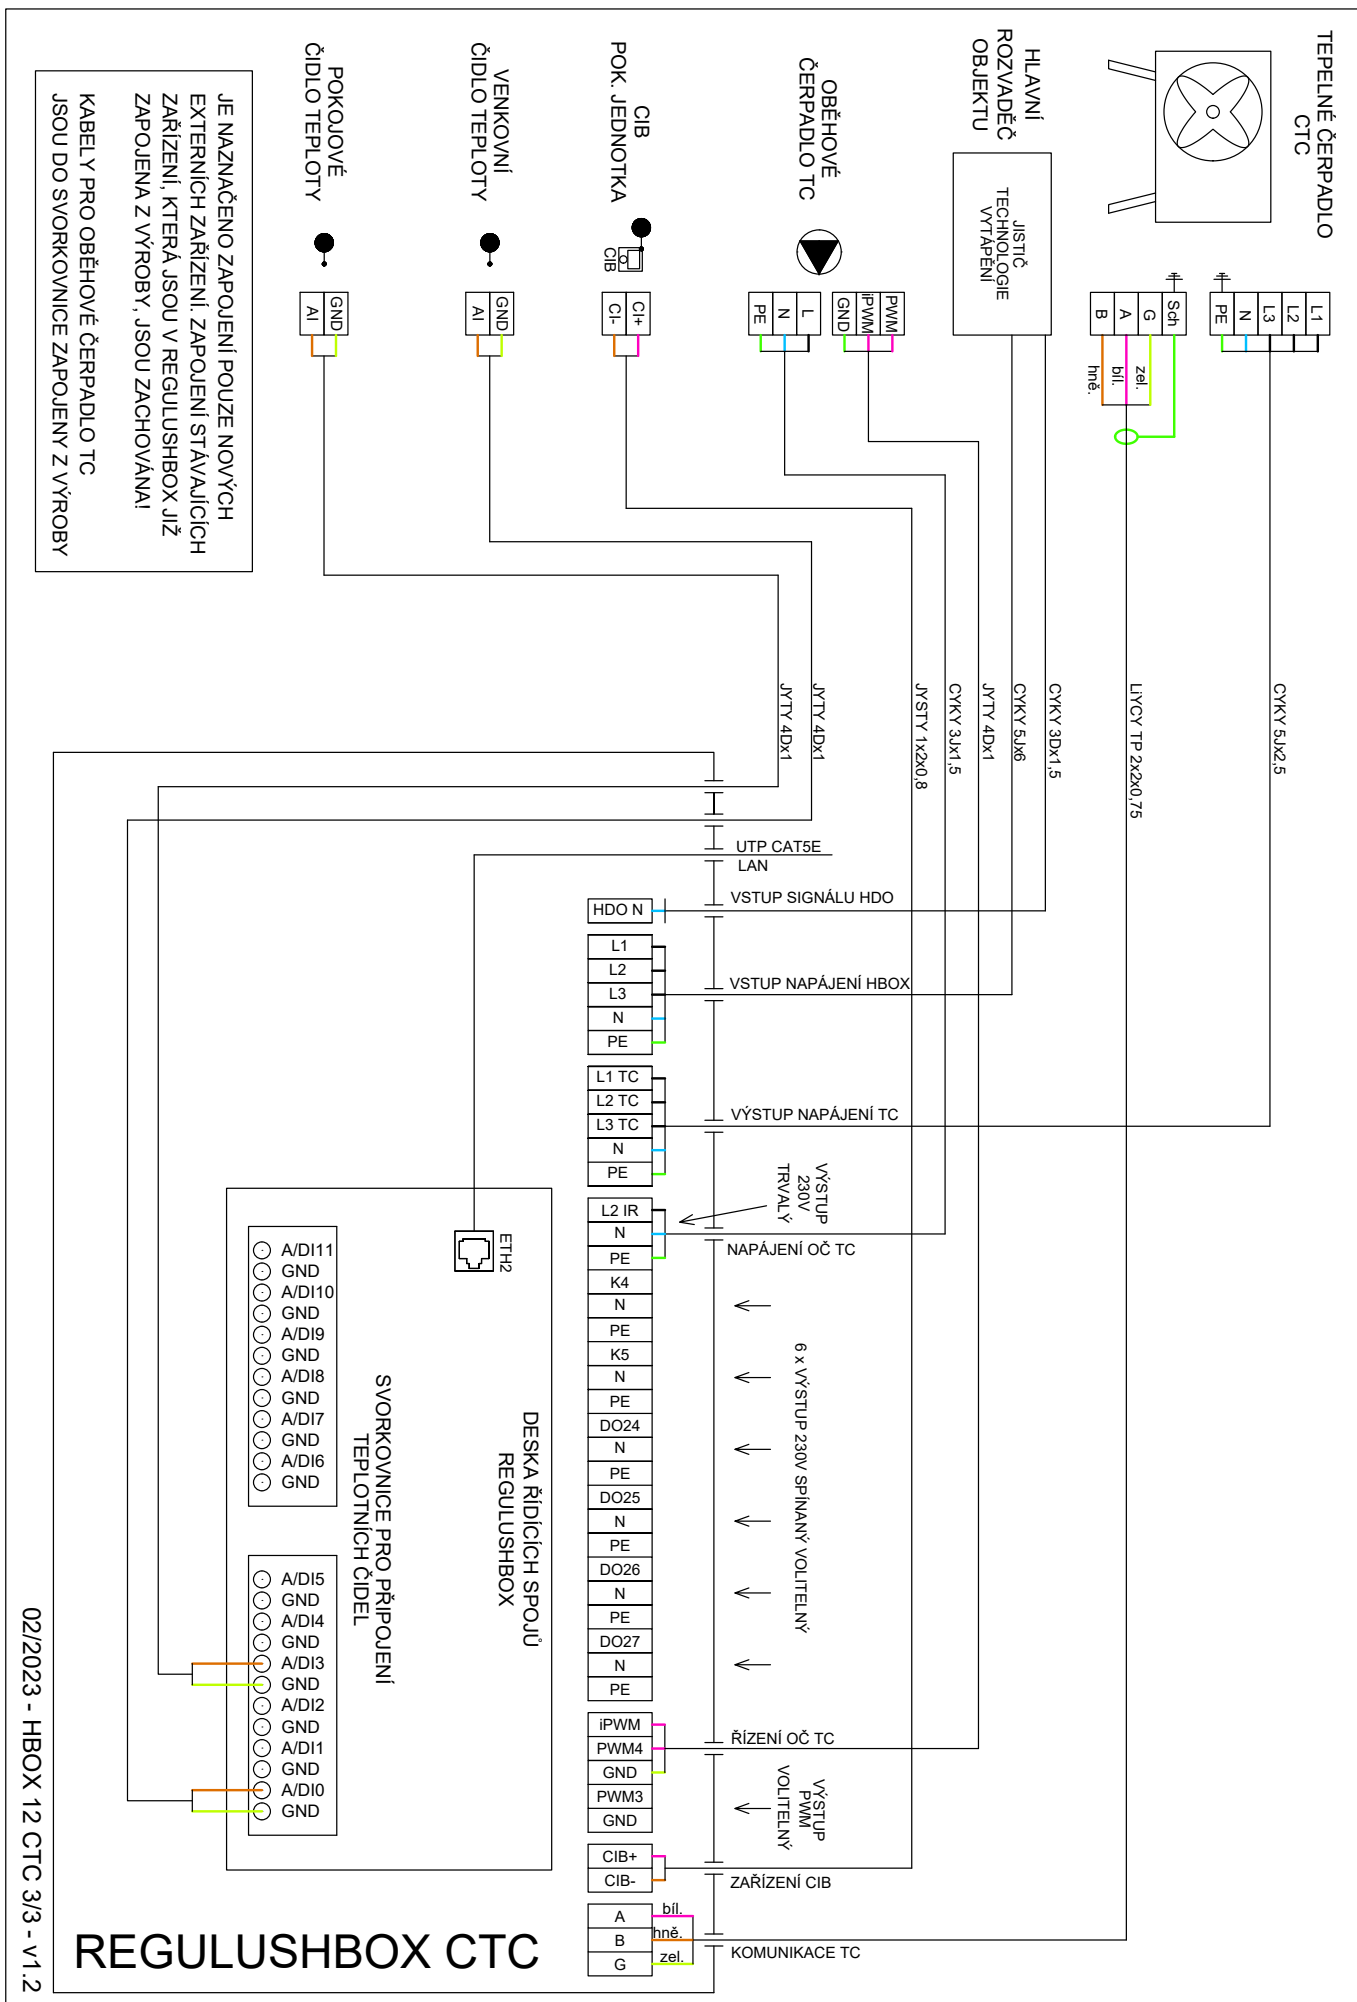 TEPELNÉ ČERPADLO
CTC
L1
L2
L3
N
PE
Sch
G
A
B
zel.
bíl.
hně.
HLAVNÍ
ROZVADĚČ
OBJEKTU
JISTIČ
TECHNOLOGIE
VYTÁPĚNÍ
OBĚHOVÉ
ČERPADLO TC
PWM
iPWM
GND
L
N
PE
CIB
POK. JEDNOTKA
CIB
CI+
CI-
VENKOVNÍ
ČIDLO TEPLOTY
GND
AI
POKOJOVÉ
ČIDLO TEPLOTY
GND
AI
JE NAZNAČENO ZAPOJENÍ POUZE NOVÝCH
EXTERNÍCH ZAŘÍZENÍ. ZAPOJENÍ STÁVAJÍCÍCH
ZAŘÍZENÍ, KTERÁ JSOU V REGULUSHBOX JIŽ
ZAPOJENA Z VÝROBY, JSOU ZACHOVÁNA!
KABELY PRO OBĚHOVÉ ČERPADLO TC
JSOU DO SVORKOVNICE ZAPOJENY Z VÝROBY
CYKY 5Jx2,5
LiYCY TP 2x2x0,75
CYKY 3Dx1,5
CYKY 5Jx6
JYTY 4Dx1
CYKY 3Jx1,5
JYSTY 1x2x0,8
JYTY 4Dx1
JYTY 4Dx1
UTP CAT5E
LAN
HDO N
VSTUP SIGNÁLU HDO
L1
L2
L3
N
PE
VSTUP NAPÁJENÍ HBOX
L1 TC
L2 TC
L3 TC
N
PE
VÝSTUP NAPÁJENÍ TC
L2 IR
N
PE
VÝSTUP
230V
TRVALÝ
NAPÁJENÍ OČ TC
K4
N
PE
K5
N
PE
DO24
N
PE
DO25
N
PE
DO26
N
PE
DO27
N
PE
6 x VÝSTUP 230V SPÍNANÝ VOLITELNÝ
iPWM
PWM4
GND
PWM3
GND
ŘÍZENÍ OČ TC
VÝSTUP
PWM
VOLITELNÝ
CIB+
CIB-
ZAŘÍZENÍ CIB
A
B
G
bíl.
hně.
zel.
KOMUNIKACE TC
ETH2
DESKA ŘÍDÍCÍCH SPOJŮ
REGULUSHBOX
SVORKOVNICE PRO PŘIPOJENÍ
TEPLOTNÍCH ČIDEL
A/DI11
GND
A/DI10
GND
A/DI9
GND
A/DI8
GND
A/DI7
GND
A/DI6
GND
A/DI5
GND
A/DI4
GND
A/DI3
GND
A/DI2
GND
A/DI1
GND
A/DI0
GND
REGULUSHBOX CTC
02/2023 - HBOX 12 CTC 3/3 - v1.2